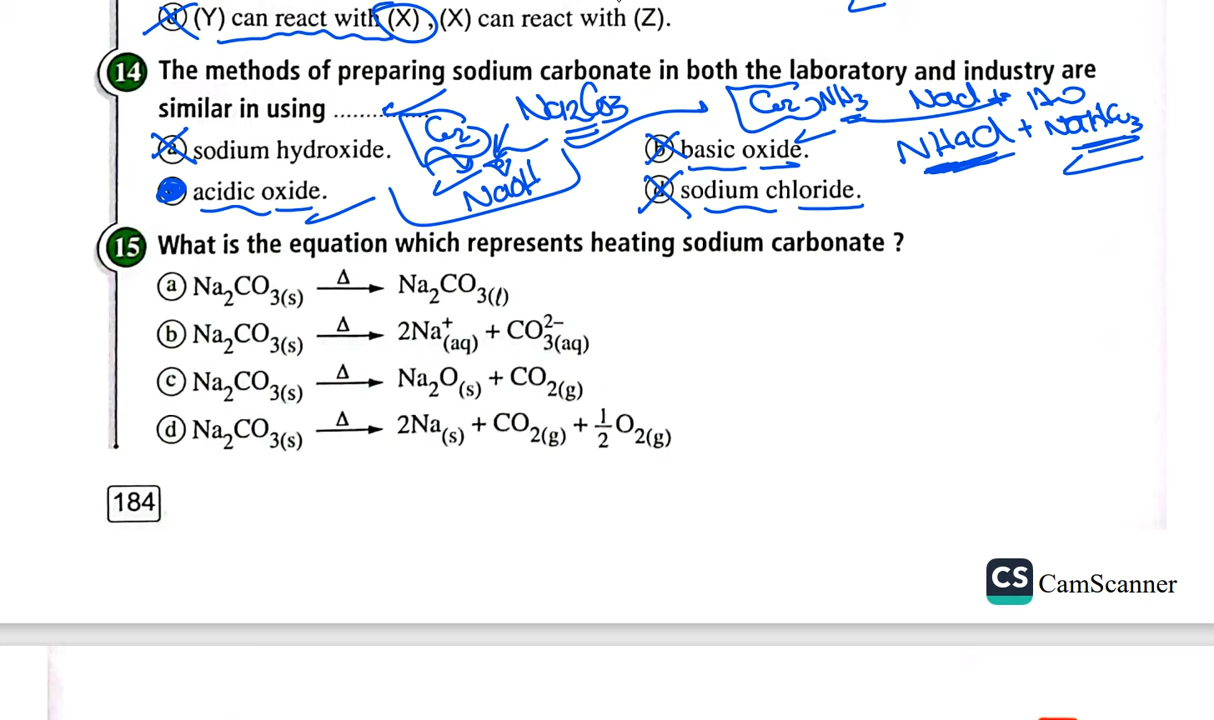 (Y) can react with (X) , (X) can react with (Z).
14 The methods of preparing sodium carbonate in both the laboratory and industry are
similar in using ........
Na2CO3
CO2
NaOH
CO2 NH3 NaCl + H2O
NH4Cl + NaHCO3
a sodium hydroxide.
b basic oxide.
acidic oxide.
d sodium chloride.
15 What is the equation which represents heating sodium carbonate ?
a Na₂CO₃(s) —Δ→ Na₂CO₃(ℓ)
b Na₂CO₃(s) —Δ→ 2Na⁺(aq) + CO₃²⁻(aq)
c Na₂CO₃(s) —Δ→ Na₂O(s) + CO₂(g)
d Na₂CO₃(s) —Δ→ 2Na(s) + CO₂(g) + ½O₂(g)
184
CS CamScanner